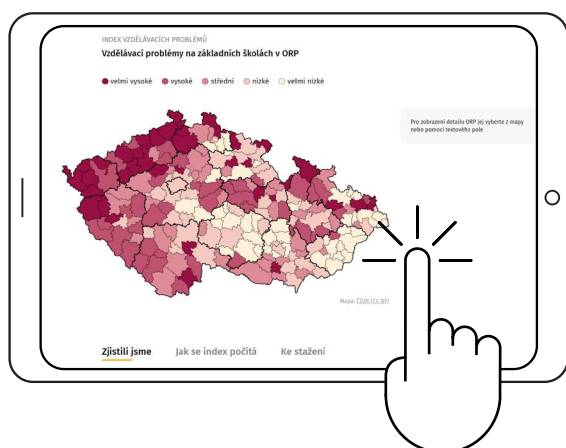 INDEX VZDĚLÁVACÍCH PROBLÉMŮ
Vzdělávací problémy na základních školách v ORP
velmi vysoké vysoké střední nízké velmi nízké
Pro zobrazení detailu ORP jej vyberte z mapy
nebo pomocí textového pole
Mapa: ČÚZK (CC BY)
Zjistili jsme Jak se index počítá Ke stažení